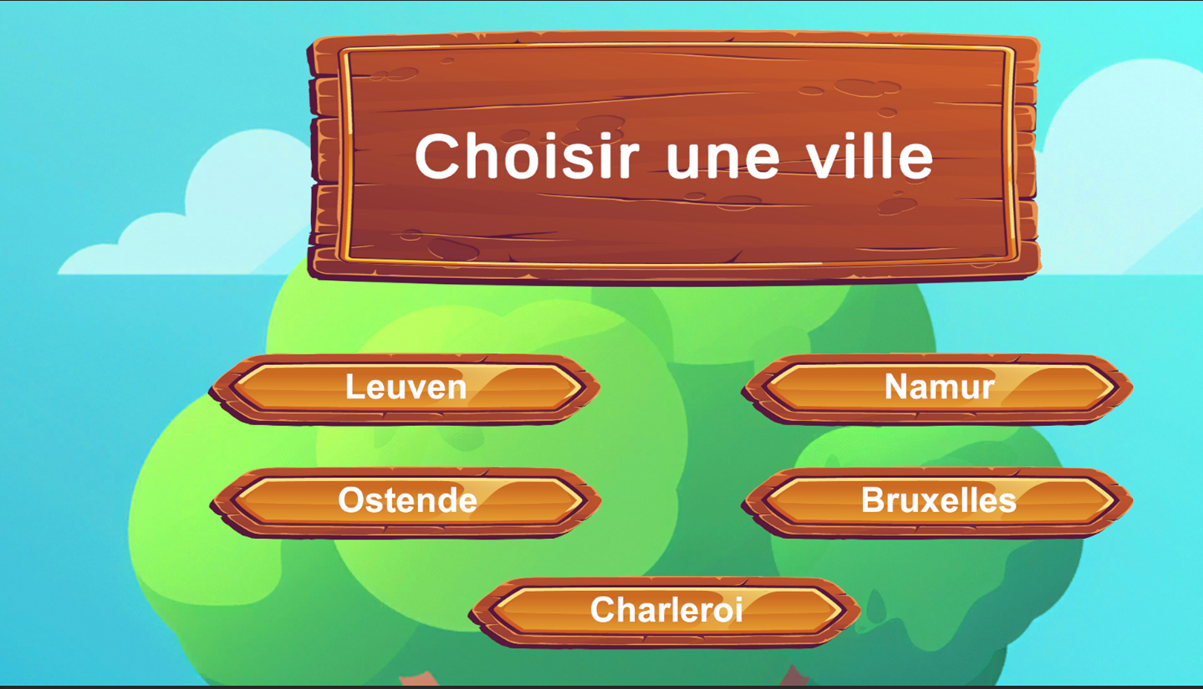 Choisir une ville
Leuven
Namur
Ostende
Bruxelles
Charleroi